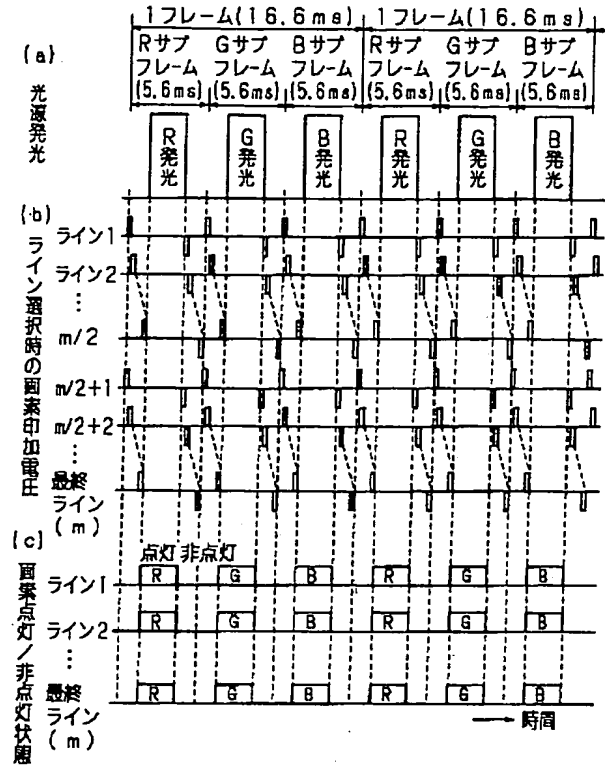 1フレーム(16.6ms) 1フレーム(16.6ms)
(a)
Rサブ Gサブ Bサブ Rサブ Gサブ Bサブ
フレーム フレーム フレーム フレーム フレーム フレーム
(5.6ms) (5.6ms) (5.6ms) (5.6ms) (5.6ms) (5.6ms)
光源発光
R発光 G発光 B発光 R発光 G発光 B発光
(b)
ライン選択時の画素印加電圧
ライン1
ライン2
⋮
m/2
m/2+1
m/2+2
⋮
最終
ライン
(m)
(c)
画素点灯/非点灯状態
点灯 非点灯
ライン1 R G B R G B
ライン2 R G B R G B
⋮
最終 R G B R G B
ライン
(m)
時間